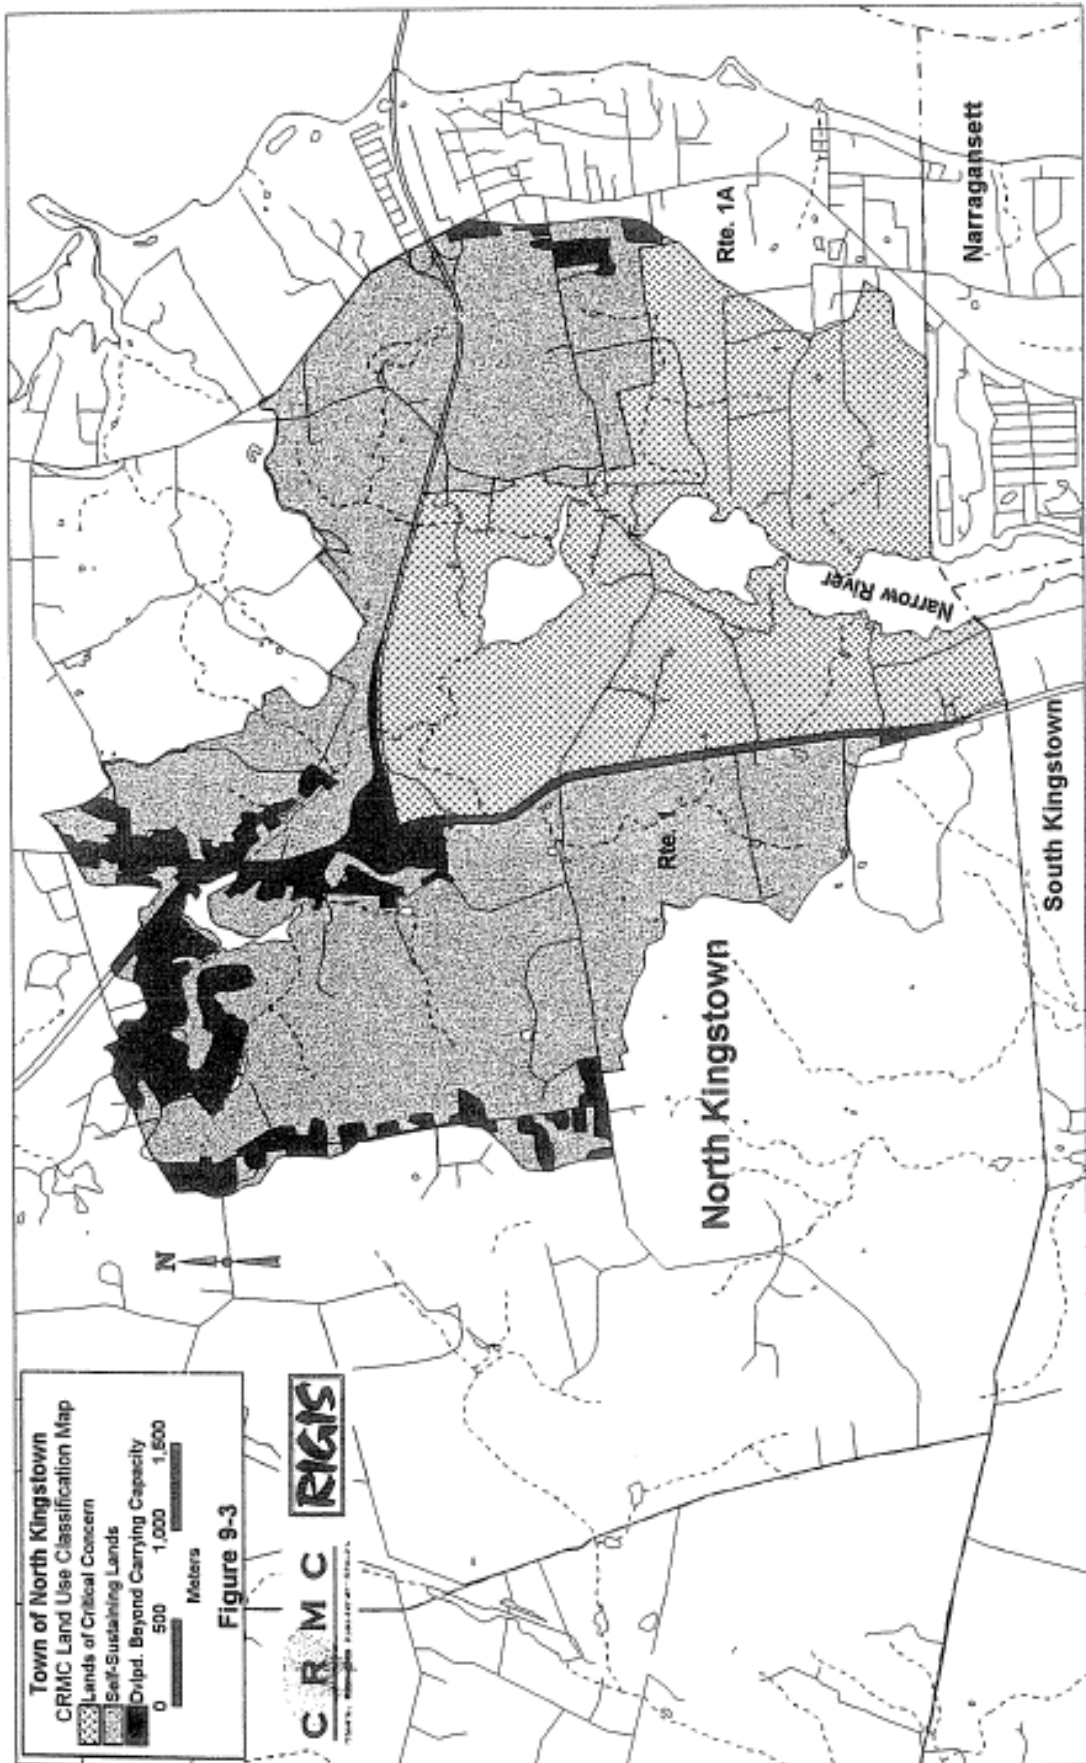 Town of North Kingstown
CRMC Land Use Classification Map
Lands of Critical Concern
Self-Sustaining Lands
Dvlpd. Beyond Carrying Capacity
0 500 1,000 1,500
Meters
Figure 9-3
C R M C
RIGIS
N
North Kingstown
Rte. 1
South Kingstown
Narrow River
Rte. 1A
Narragansett